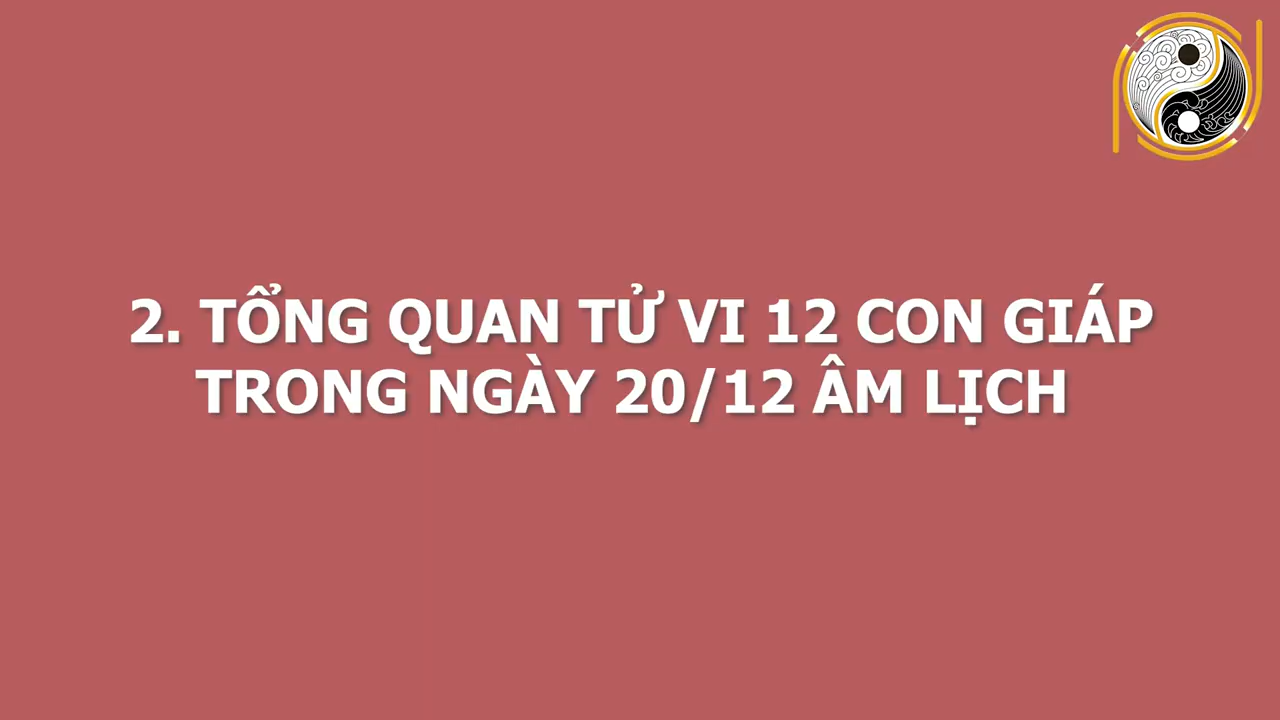 2. TỔNG QUAN TỬ VI 12 CON GIÁP
TRONG NGÀY 20/12 ÂM LỊCH